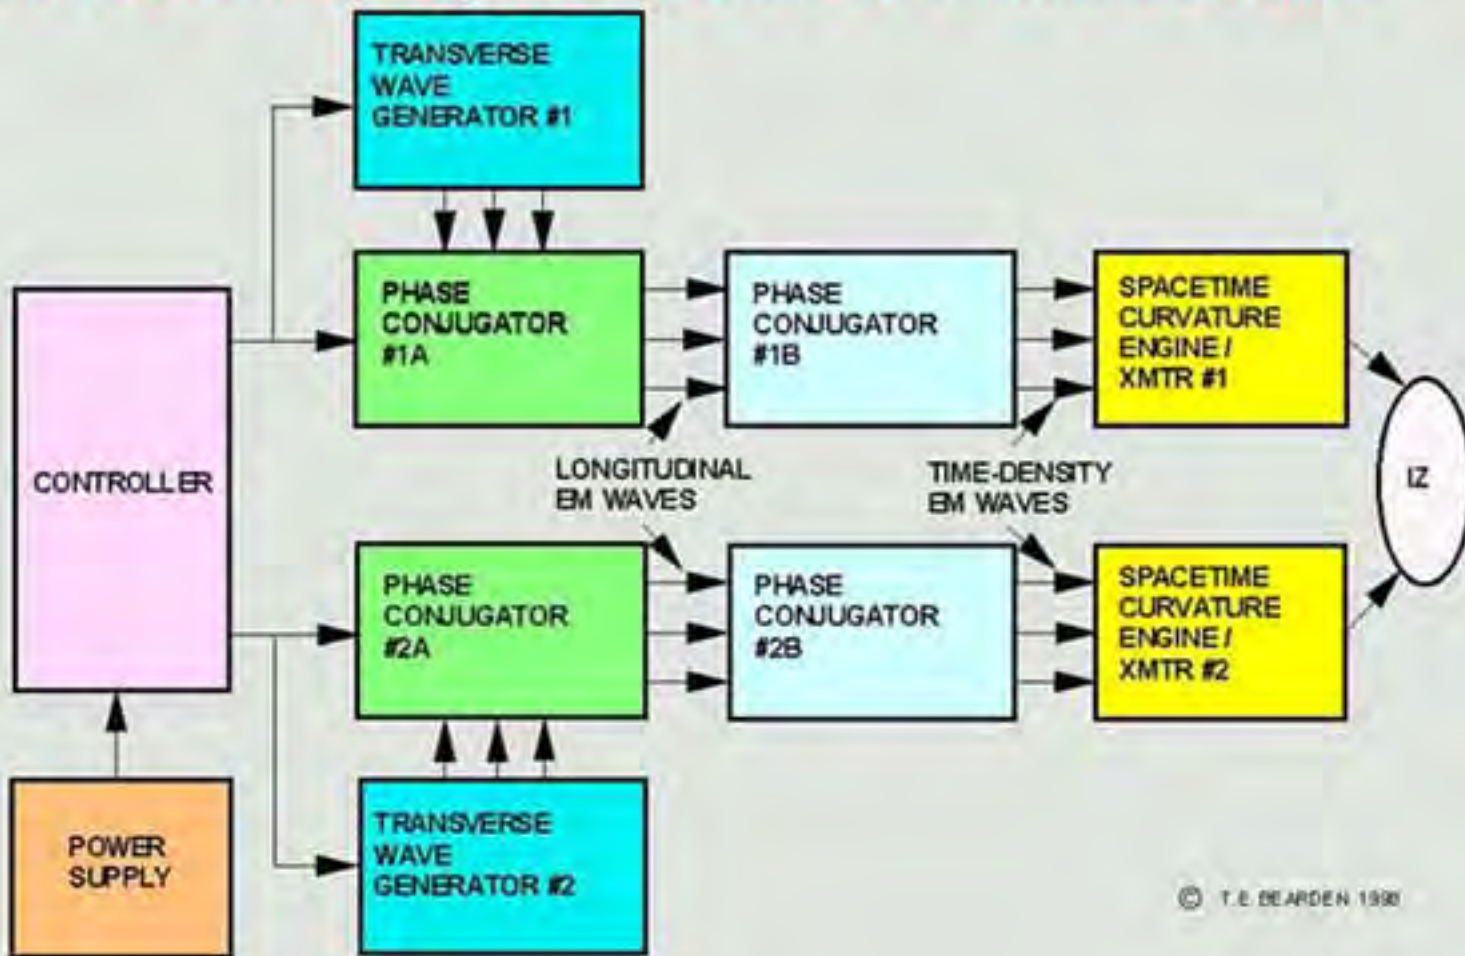 TRANSVERSE
WAVE
GENERATOR #1
PHASE
CONJUGATOR
#1A
PHASE
CONJUGATOR
#1B
SPACETIME
CURVATURE
ENGINE /
XMTR #1
CONTROLLER
LONGITUDINAL
EM WAVES
TIME-DENSITY
EM WAVES
IZ
PHASE
CONJUGATOR
#2A
PHASE
CONJUGATOR
#2B
SPACETIME
CURVATURE
ENGINE /
XMTR #2
POWER
SUPPLY
TRANSVERSE
WAVE
GENERATOR #2
© T.E. BEARDEN